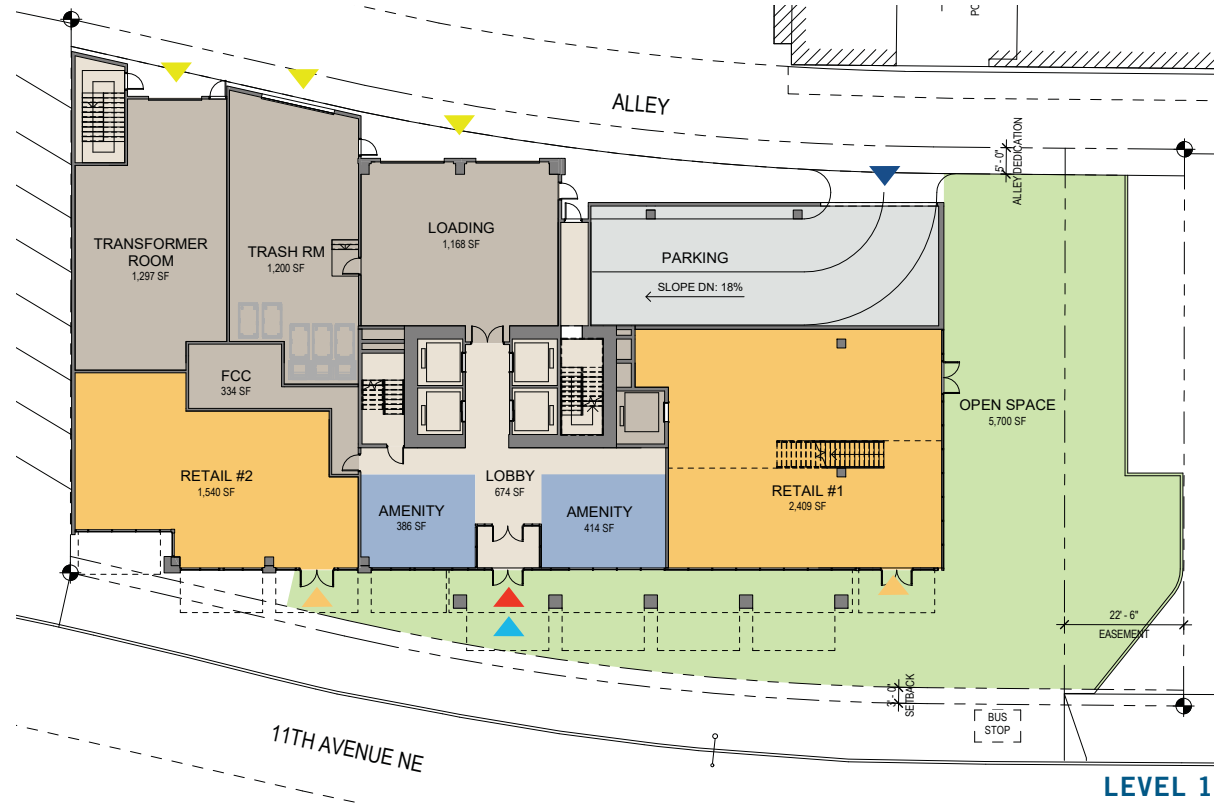 PO
ALLEY
5'- 0"
ALLEY DEDICATION
TRANSFORMER
ROOM
1,297 SF
TRASH RM
1,200 SF
LOADING
1,168 SF
PARKING
SLOPE DN: 18%
FCC
334 SF
OPEN SPACE
5,700 SF
RETAIL #2
1,540 SF
LOBBY
674 SF
RETAIL #1
2,409 SF
AMENITY
386 SF
AMENITY
414 SF
22' - 6"
EASEMENT
3'- 0"
SETBACK
BUS
STOP
11TH AVENUE NE
LEVEL 1